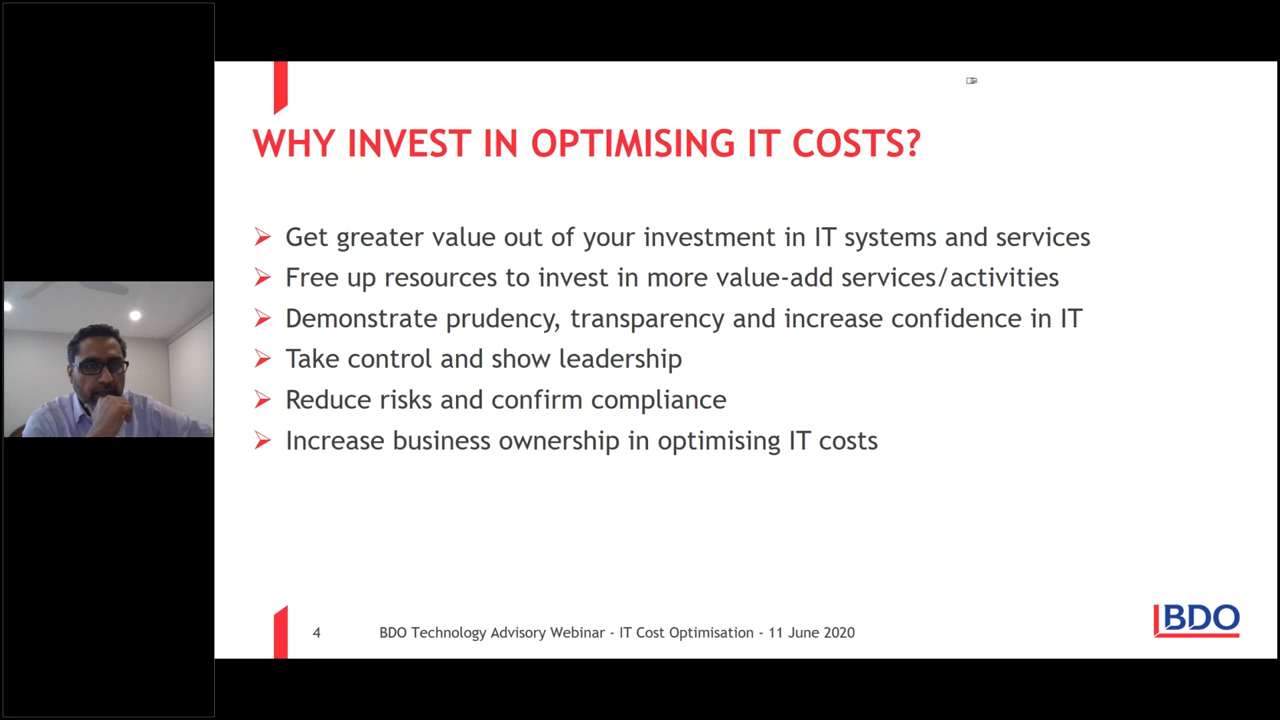 WHY INVEST IN OPTIMISING IT COSTS?
Get greater value out of your investment in IT systems and services
Free up resources to invest in more value-add services/activities
Demonstrate prudency, transparency and increase confidence in IT
Take control and show leadership
Reduce risks and confirm compliance
Increase business ownership in optimising IT costs
4 BDO Technology Advisory Webinar - IT Cost Optimisation - 11 June 2020
BDO